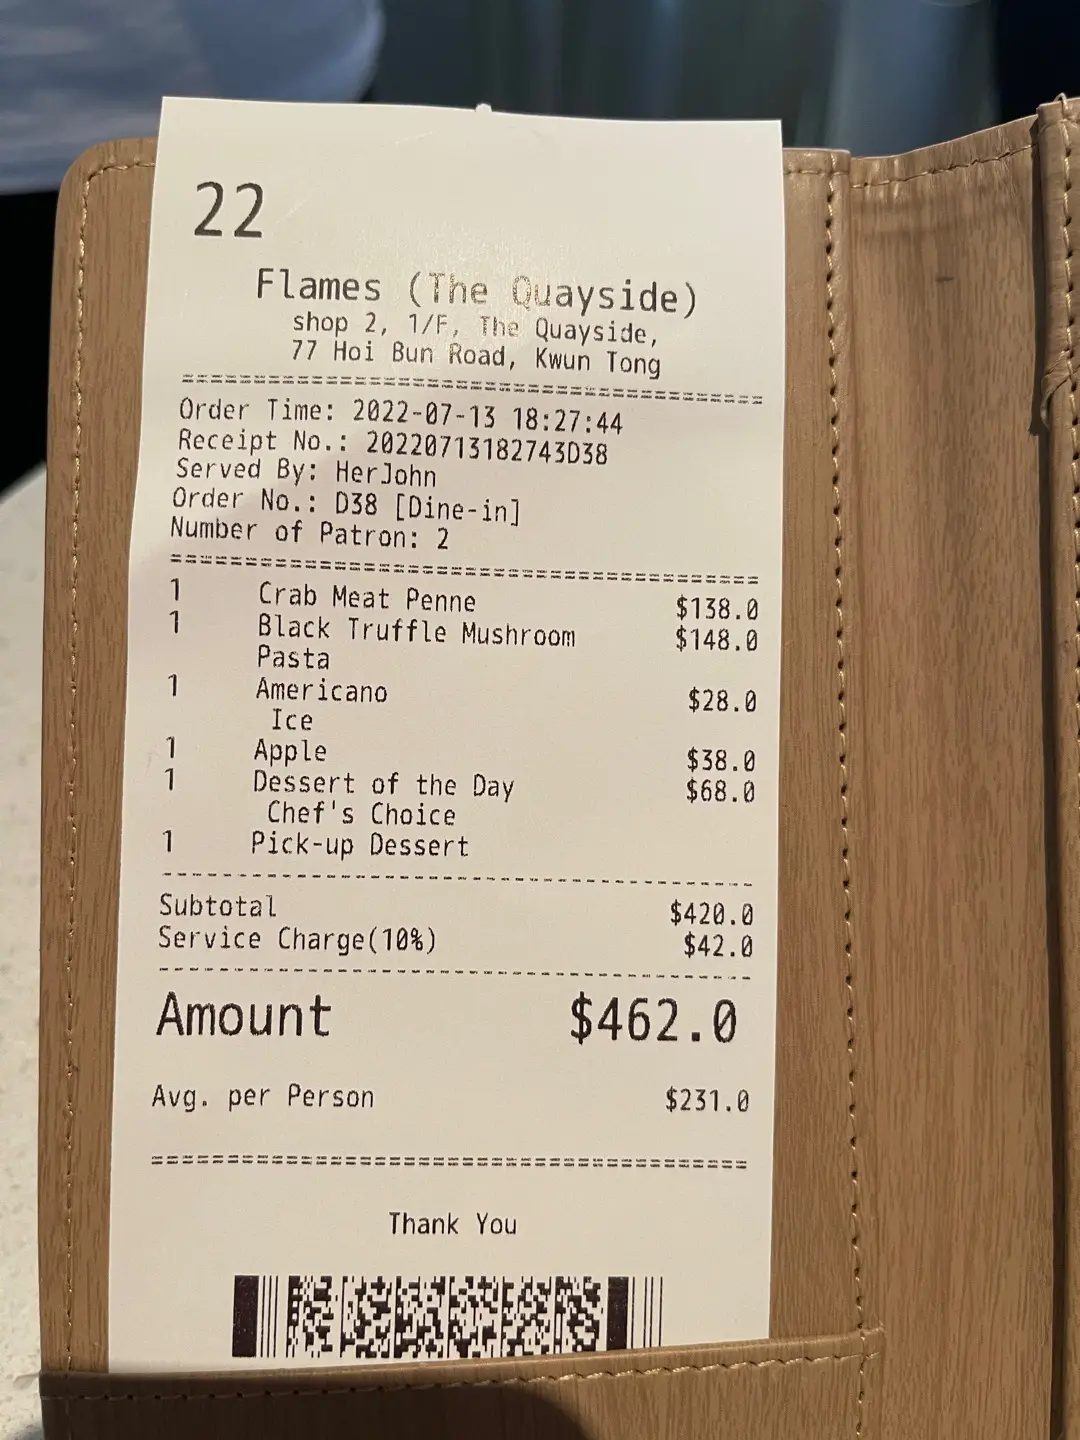 22
Flames (The Quayside)
shop 2, 1/F, The Quayside,
77 Hoi Bun Road, Kwun Tong
Order Time: 2022-07-13 18:27:44
Receipt No.: 20220713182743D38
Served By: HerJohn
Order No.: D38 [Dine-in]
Number of Patron: 2
1 Crab Meat Penne $138.0
1 Black Truffle Mushroom $148.0
Pasta
1 Americano $28.0
Ice
1 Apple $38.0
1 Dessert of the Day $68.0
Chef's Choice
1 Pick-up Dessert
Subtotal $420.0
Service Charge(10%) $42.0
Amount $462.0
Avg. per Person $231.0
Thank You